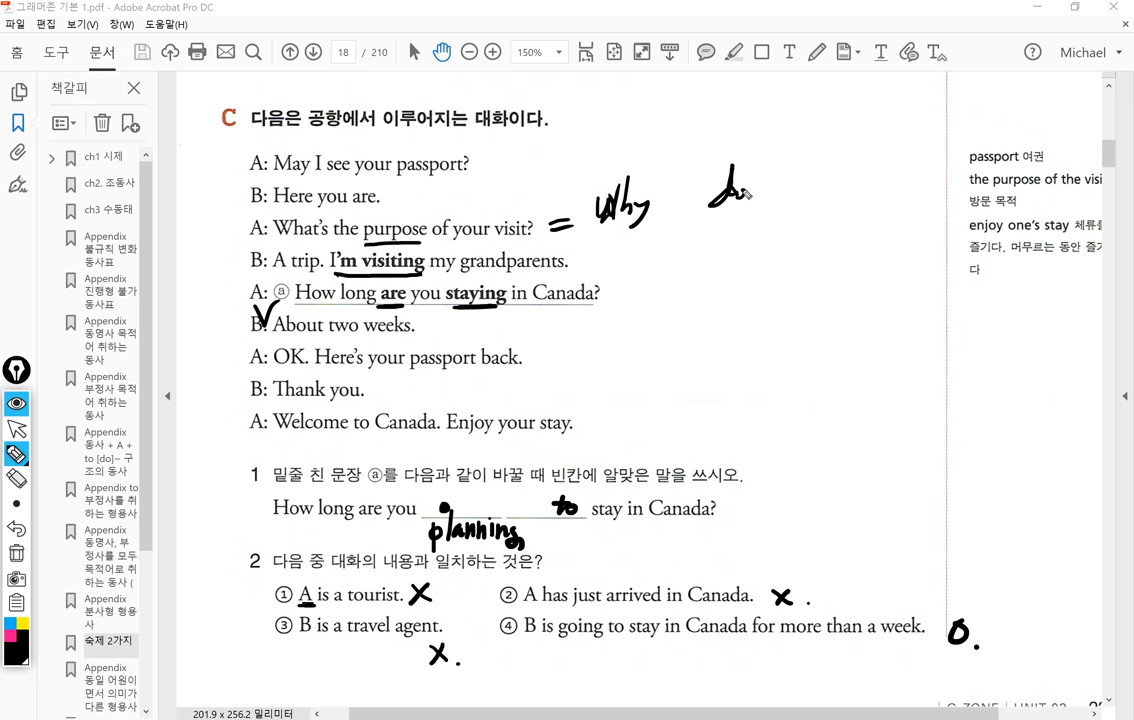 그래머존 기본 1.pdf - Adobe Acrobat Pro DC
파일 편집 보기(V) 창(W) 도움말(H)
홈 도구 문서 18 / 210 150% Michael
책갈피
ch1 시제
ch2. 조동사
ch3 수동태
Appendix
불규칙 변화
동사표
Appendix
진행형 불가
동사표
Appendix
동명사 목적
어 취하는
동사
Appendix
부정사 목적
어 취하는
동사
Appendix
동사 + A +
to [do]~ 구
조의 동사
Appendix to
부정사를 취
하는 형용사
Appendix
동명사, 부
정사를 모두
목적어로 취
하는 동사 (
Appendix
분사형 형용
사
숙제 2가지
Appendix
동일 어원이
면서 의미가
다른 형용사
C 다음은 공항에서 이루어지는 대화이다.
A: May I see your passport?
B: Here you are.
A: What's the purpose of your visit? = Why
B: A trip. I'm visiting my grandparents.
A: ⓐ How long are you staying in Canada?
B: About two weeks.
A: OK. Here's your passport back.
B: Thank you.
A: Welcome to Canada. Enjoy your stay.
1 밑줄 친 문장 ⓐ를 다음과 같이 바꿀 때 빈칸에 알맞은 말을 쓰시오.
How long are you to stay in Canada?
planning
2 다음 중 대화의 내용과 일치하는 것은?
① A is a tourist. X ② A has just arrived in Canada. X .
③ B is a travel agent. ④ B is going to stay in Canada for more than a week. O.
X .
passport 여권
the purpose of the visi
방문 목적
enjoy one's stay 체류를
즐기다, 머무르는 동안 즐기
다
G-ZONE | UNIT 02
201.9 x 256.2 밀리미터